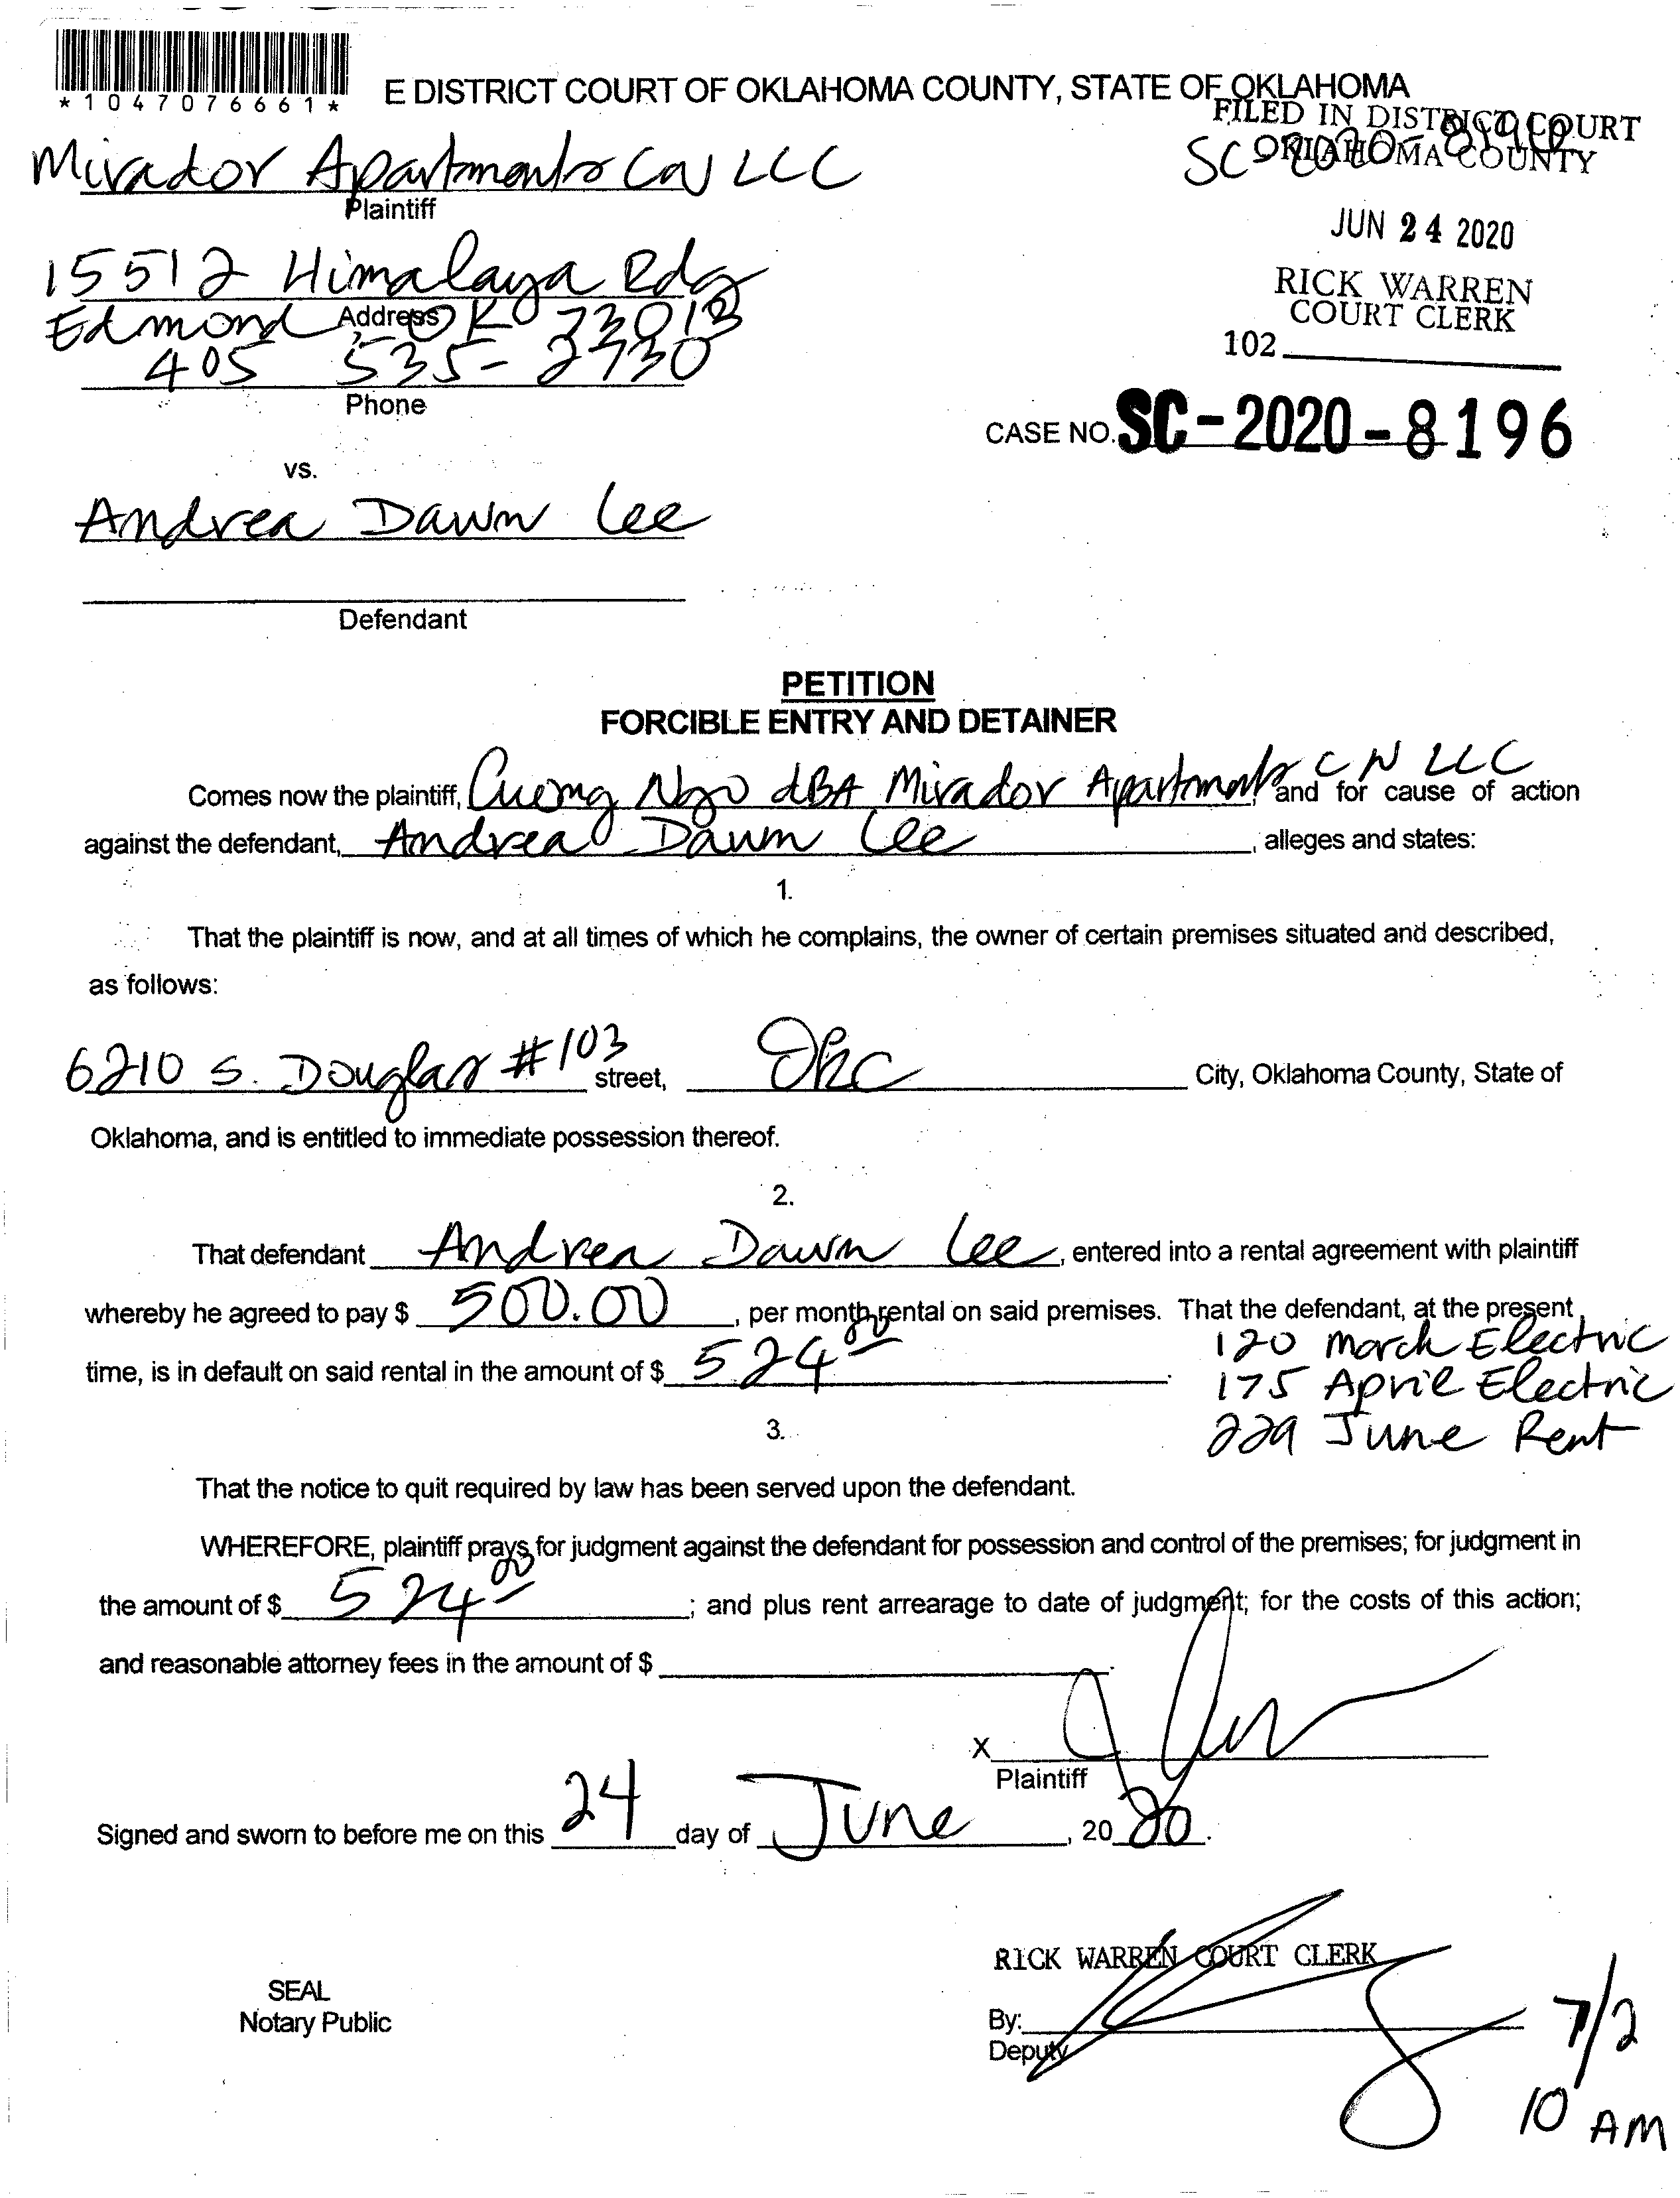 *1047076661*
E DISTRICT COURT OF OKLAHOMA COUNTY, STATE OF OKLAHOMA
FILED IN DISTRICT COURT
OKLAHOMA COUNTY
SC-2020-8196
Mirador Apartments CN LLC
Plaintiff
JUN 24 2020
15512 Himalaya Rdg
Address
Edmond, OK 73013
RICK WARREN
COURT CLERK
102
405 535-2730
Phone
CASE NO. SC-2020-8196
vs.
Andrea Dawn Lee
Defendant
PETITION
FORCIBLE ENTRY AND DETAINER
Comes now the plaintiff, Cuong Ngo dBA Mirador Apartments CN LLC, and for cause of action
against the defendant, Andrea Dawn Lee, alleges and states:
1.
That the plaintiff is now, and at all times of which he complains, the owner of certain premises situated and described,
as follows:
6210 S. Douglas #103 street, OKC City, Oklahoma County, State of
Oklahoma, and is entitled to immediate possession thereof.
2.
That defendant Andrea Dawn Lee, entered into a rental agreement with plaintiff
whereby he agreed to pay $ 500.00, per month rental on said premises. That the defendant, at the present
time, is in default on said rental in the amount of $ 524 00.
120 March Electric
175 April Electric
229 June Rent
3.
That the notice to quit required by law has been served upon the defendant.
WHEREFORE, plaintiff prays for judgment against the defendant for possession and control of the premises; for judgment in
the amount of $ 524 00; and plus rent arrearage to date of judgment; for the costs of this action;
and reasonable attorney fees in the amount of $
X
Plaintiff
Signed and sworn to before me on this 24 day of June, 2020.
RICK WARREN COURT CLERK
SEAL
Notary Public
By:
Deputy
7/2
10 AM